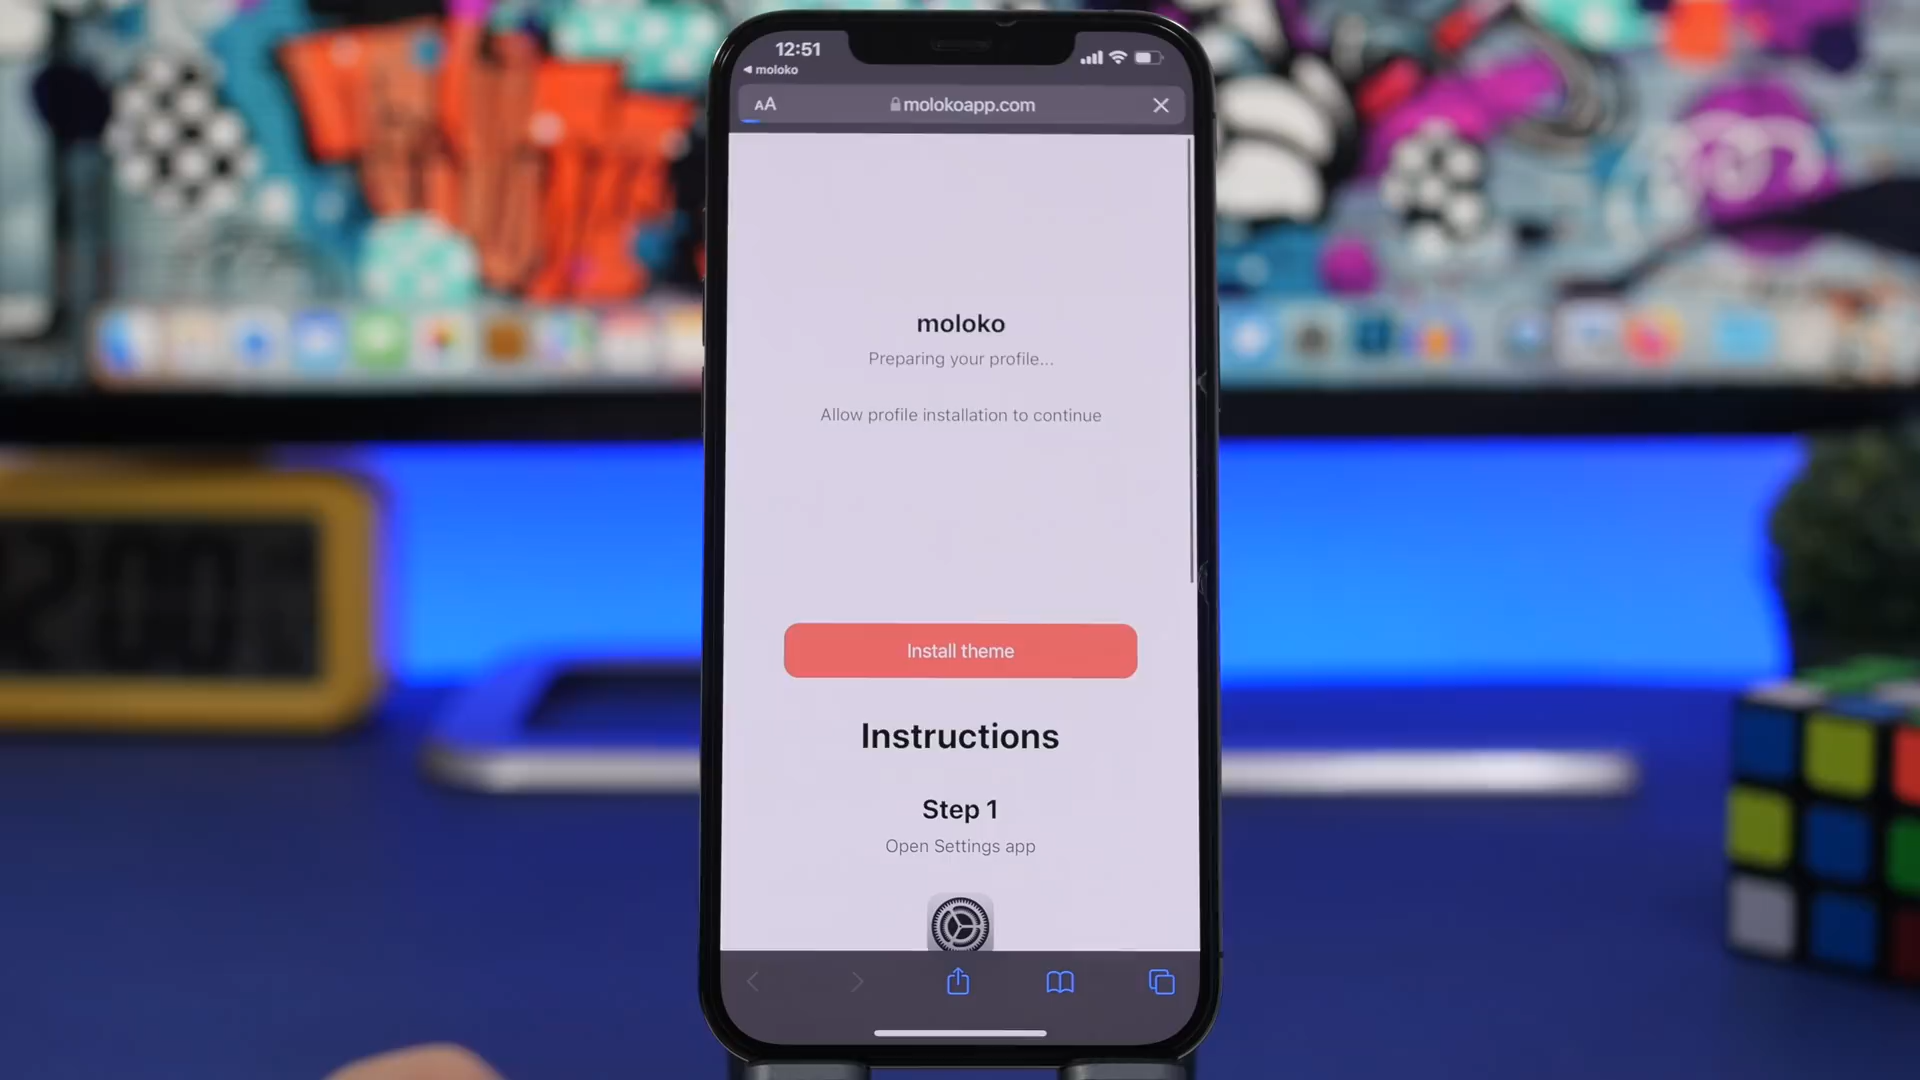 12:51
moloko
AA
molokoapp.com
moloko
Preparing your profile...
Allow profile installation to continue
Install theme
Instructions
Step 1
Open Settings app